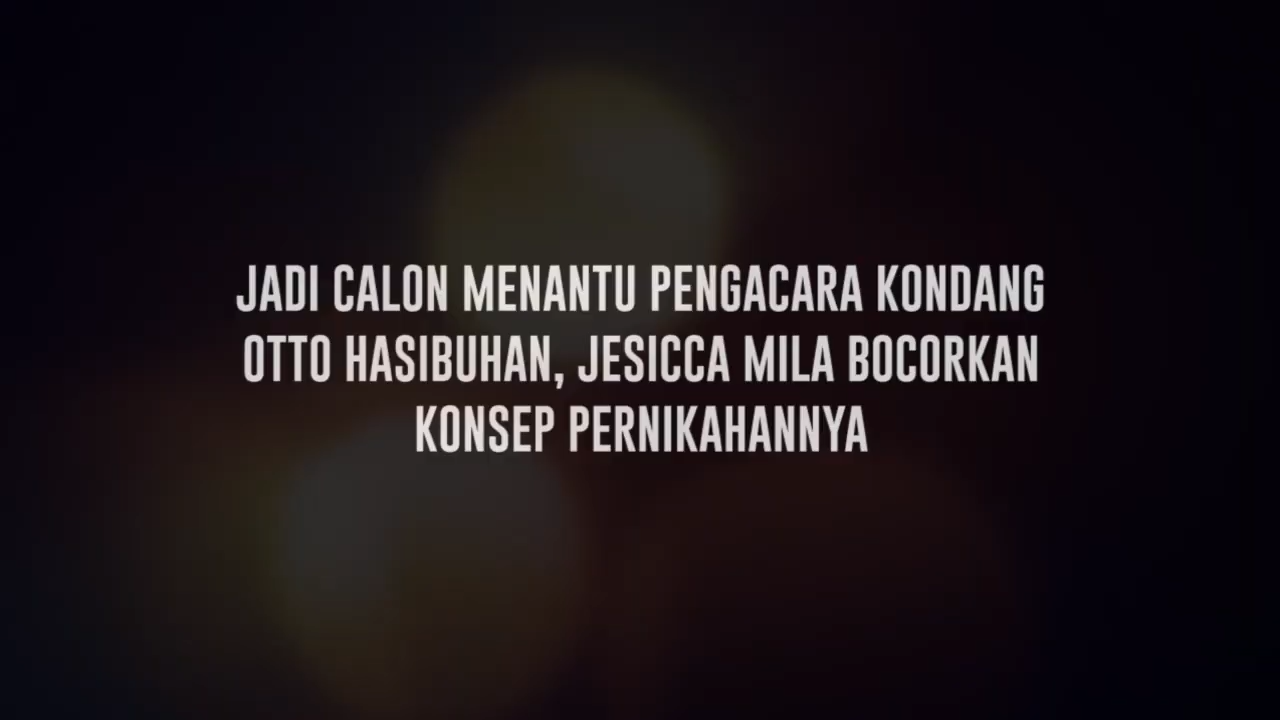 JADI CALON MENANTU PENGACARA KONDANG
OTTO HASIBUHAN, JESICCA MILA BOCORKAN
KONSEP PERNIKAHANNYA